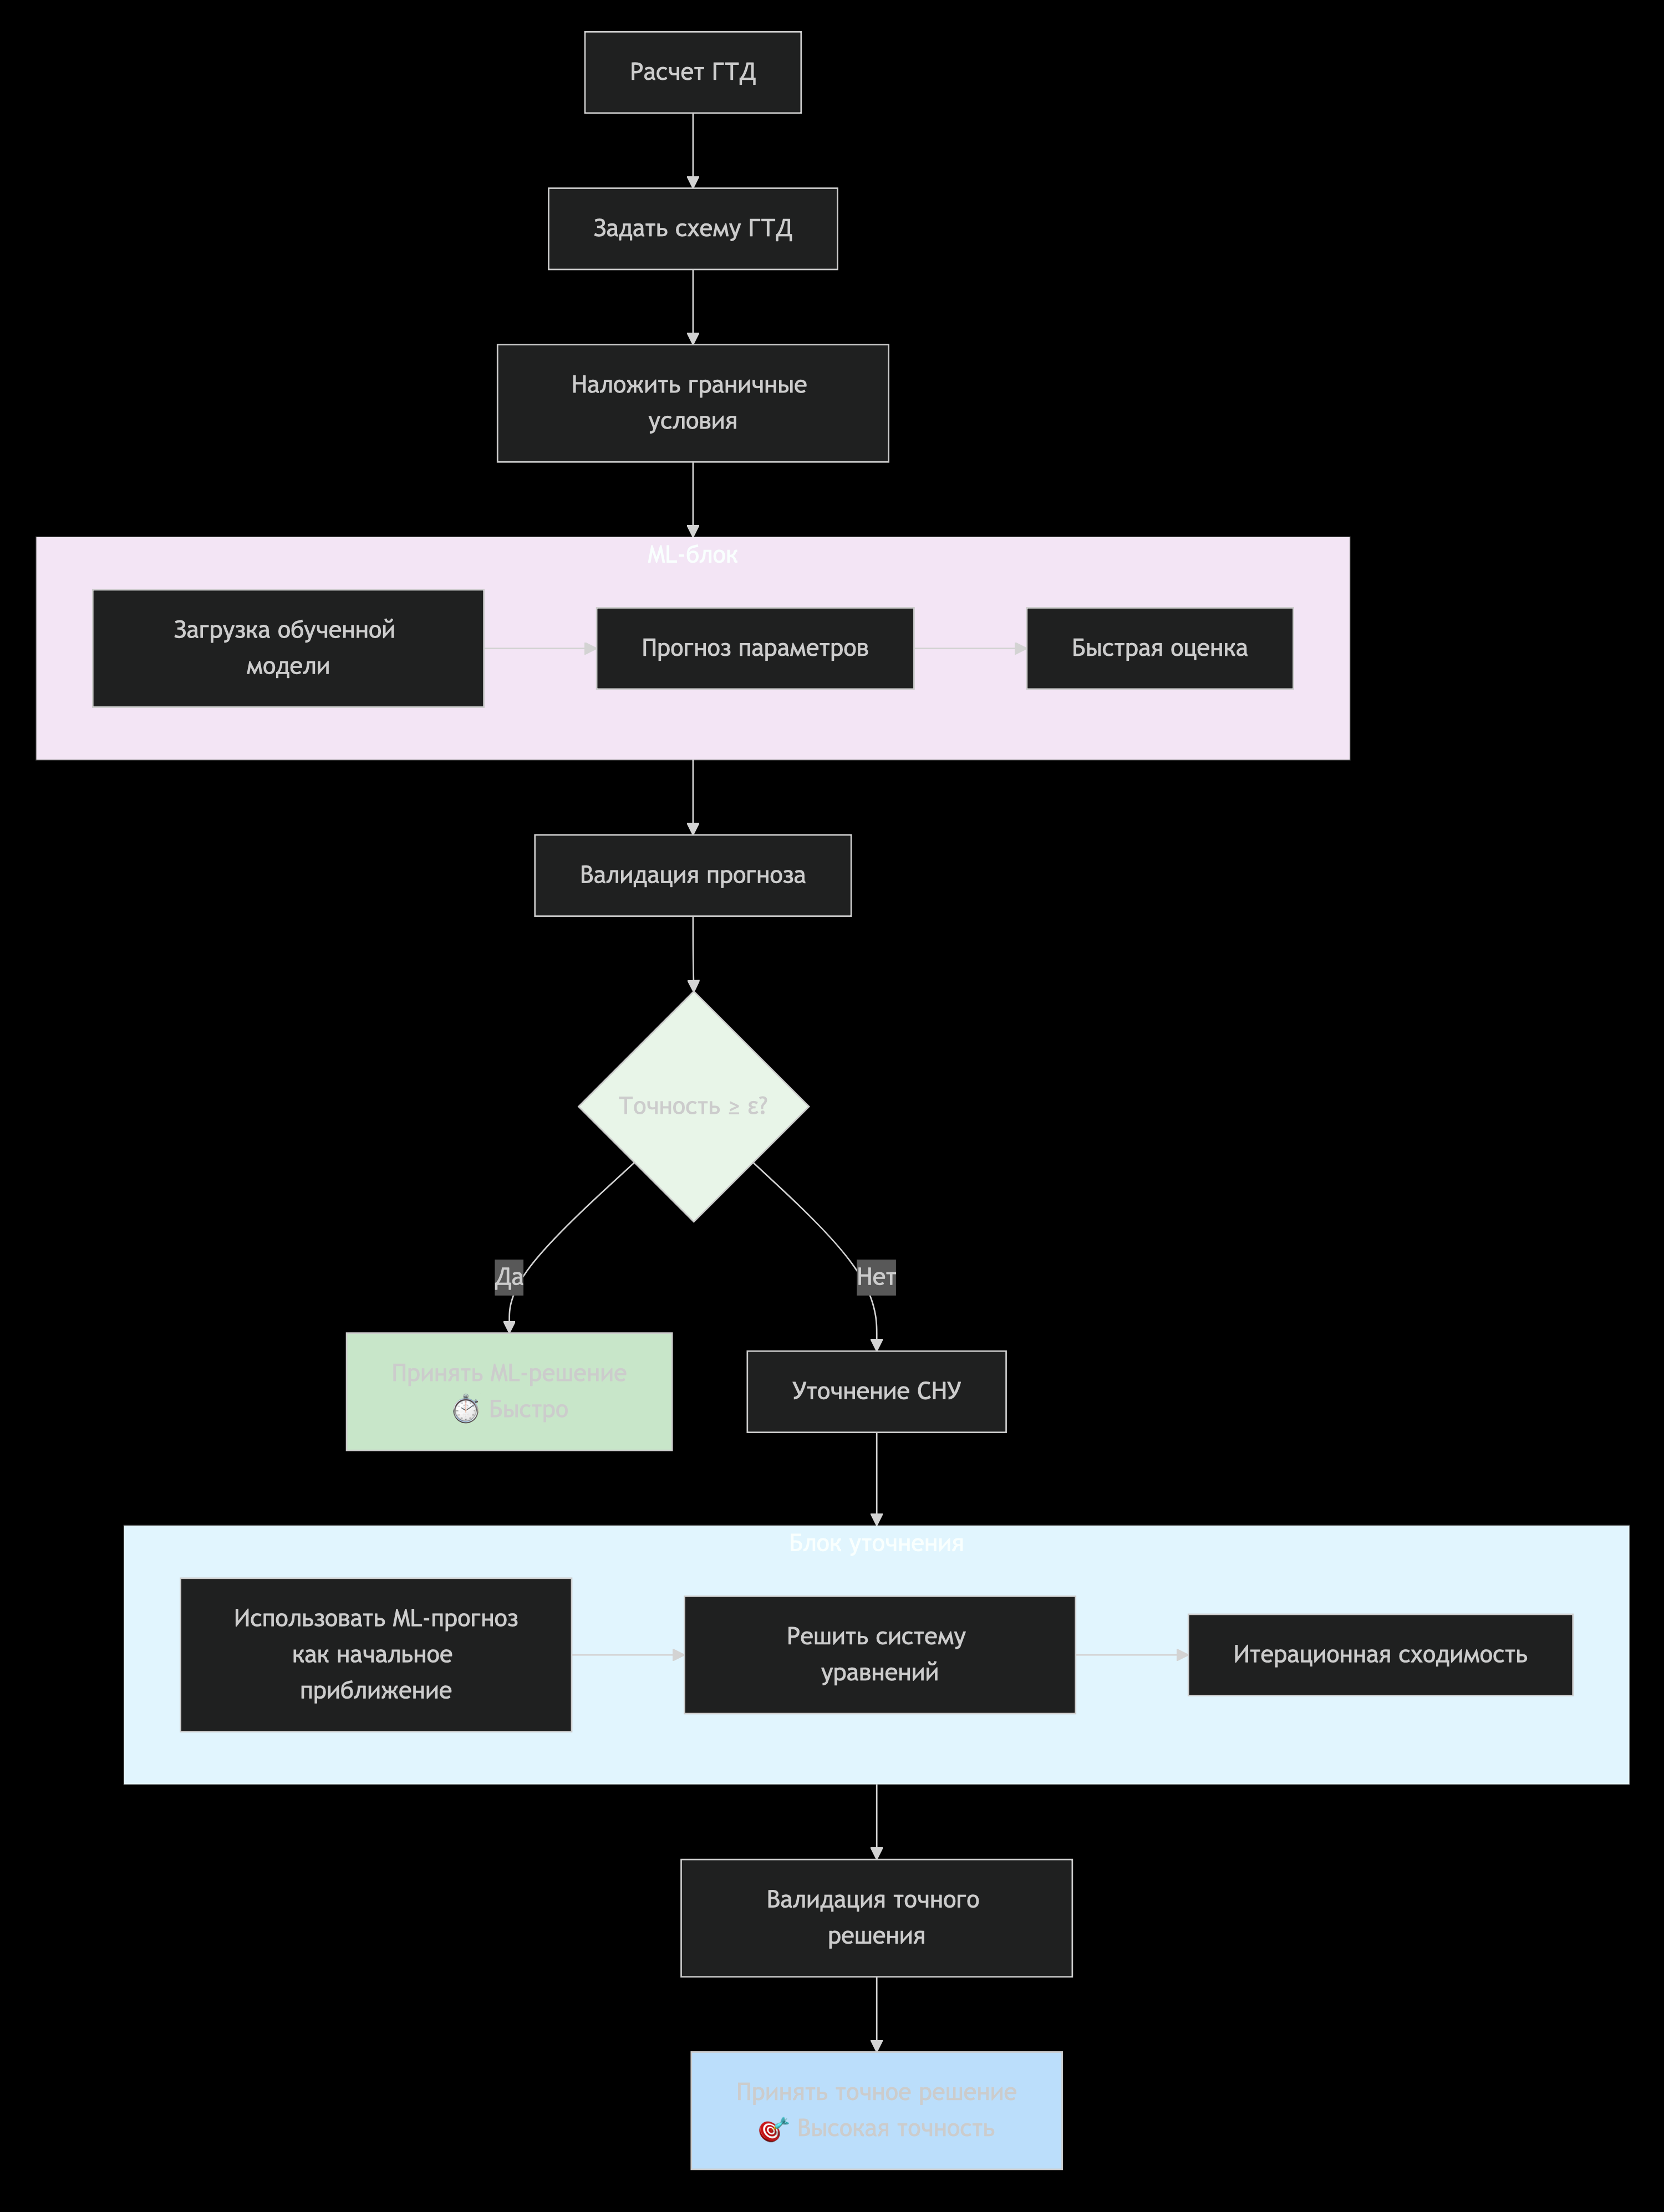 Расчет ГТД
Задать схему ГТД
Наложить граничные
условия
ML-блок
Загрузка обученной
модели
Прогноз параметров
Быстрая оценка
Валидация прогноза
Точность ≥ ε?
Да
Нет
Принять ML-решение
⏱️ Быстро
Уточнение СНУ
Блок уточнения
Использовать ML-прогноз
как начальное
приближение
Решить систему
уравнений
Итерационная сходимость
Валидация точного
решения
Принять точное решение
🎯 Высокая точность